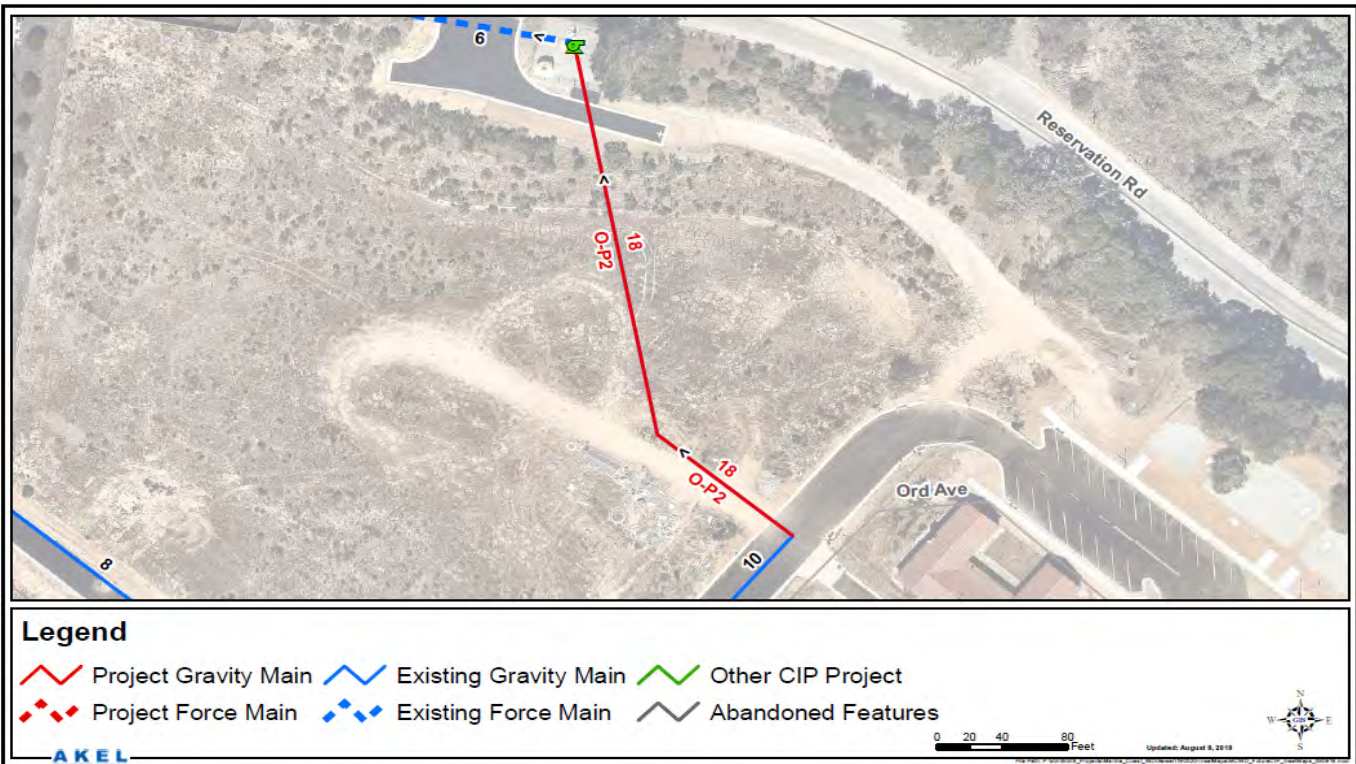 6
<
Reservation Rd
<
18
O-P2
<
18
O-P2
Ord Ave
10
8
Legend
Project Gravity Main
Existing Gravity Main
Other CIP Project
Project Force Main
Existing Force Main
Abandoned Features
N
W GIS E
S
0 20 40 80
Feet
Updated: August 9, 2019
AKEL